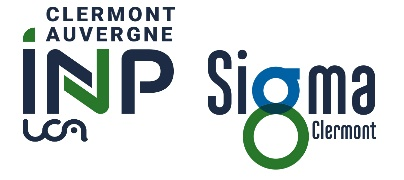 CLERMONT
AUVERGNE
iNP
uca
Sigma
Clermont